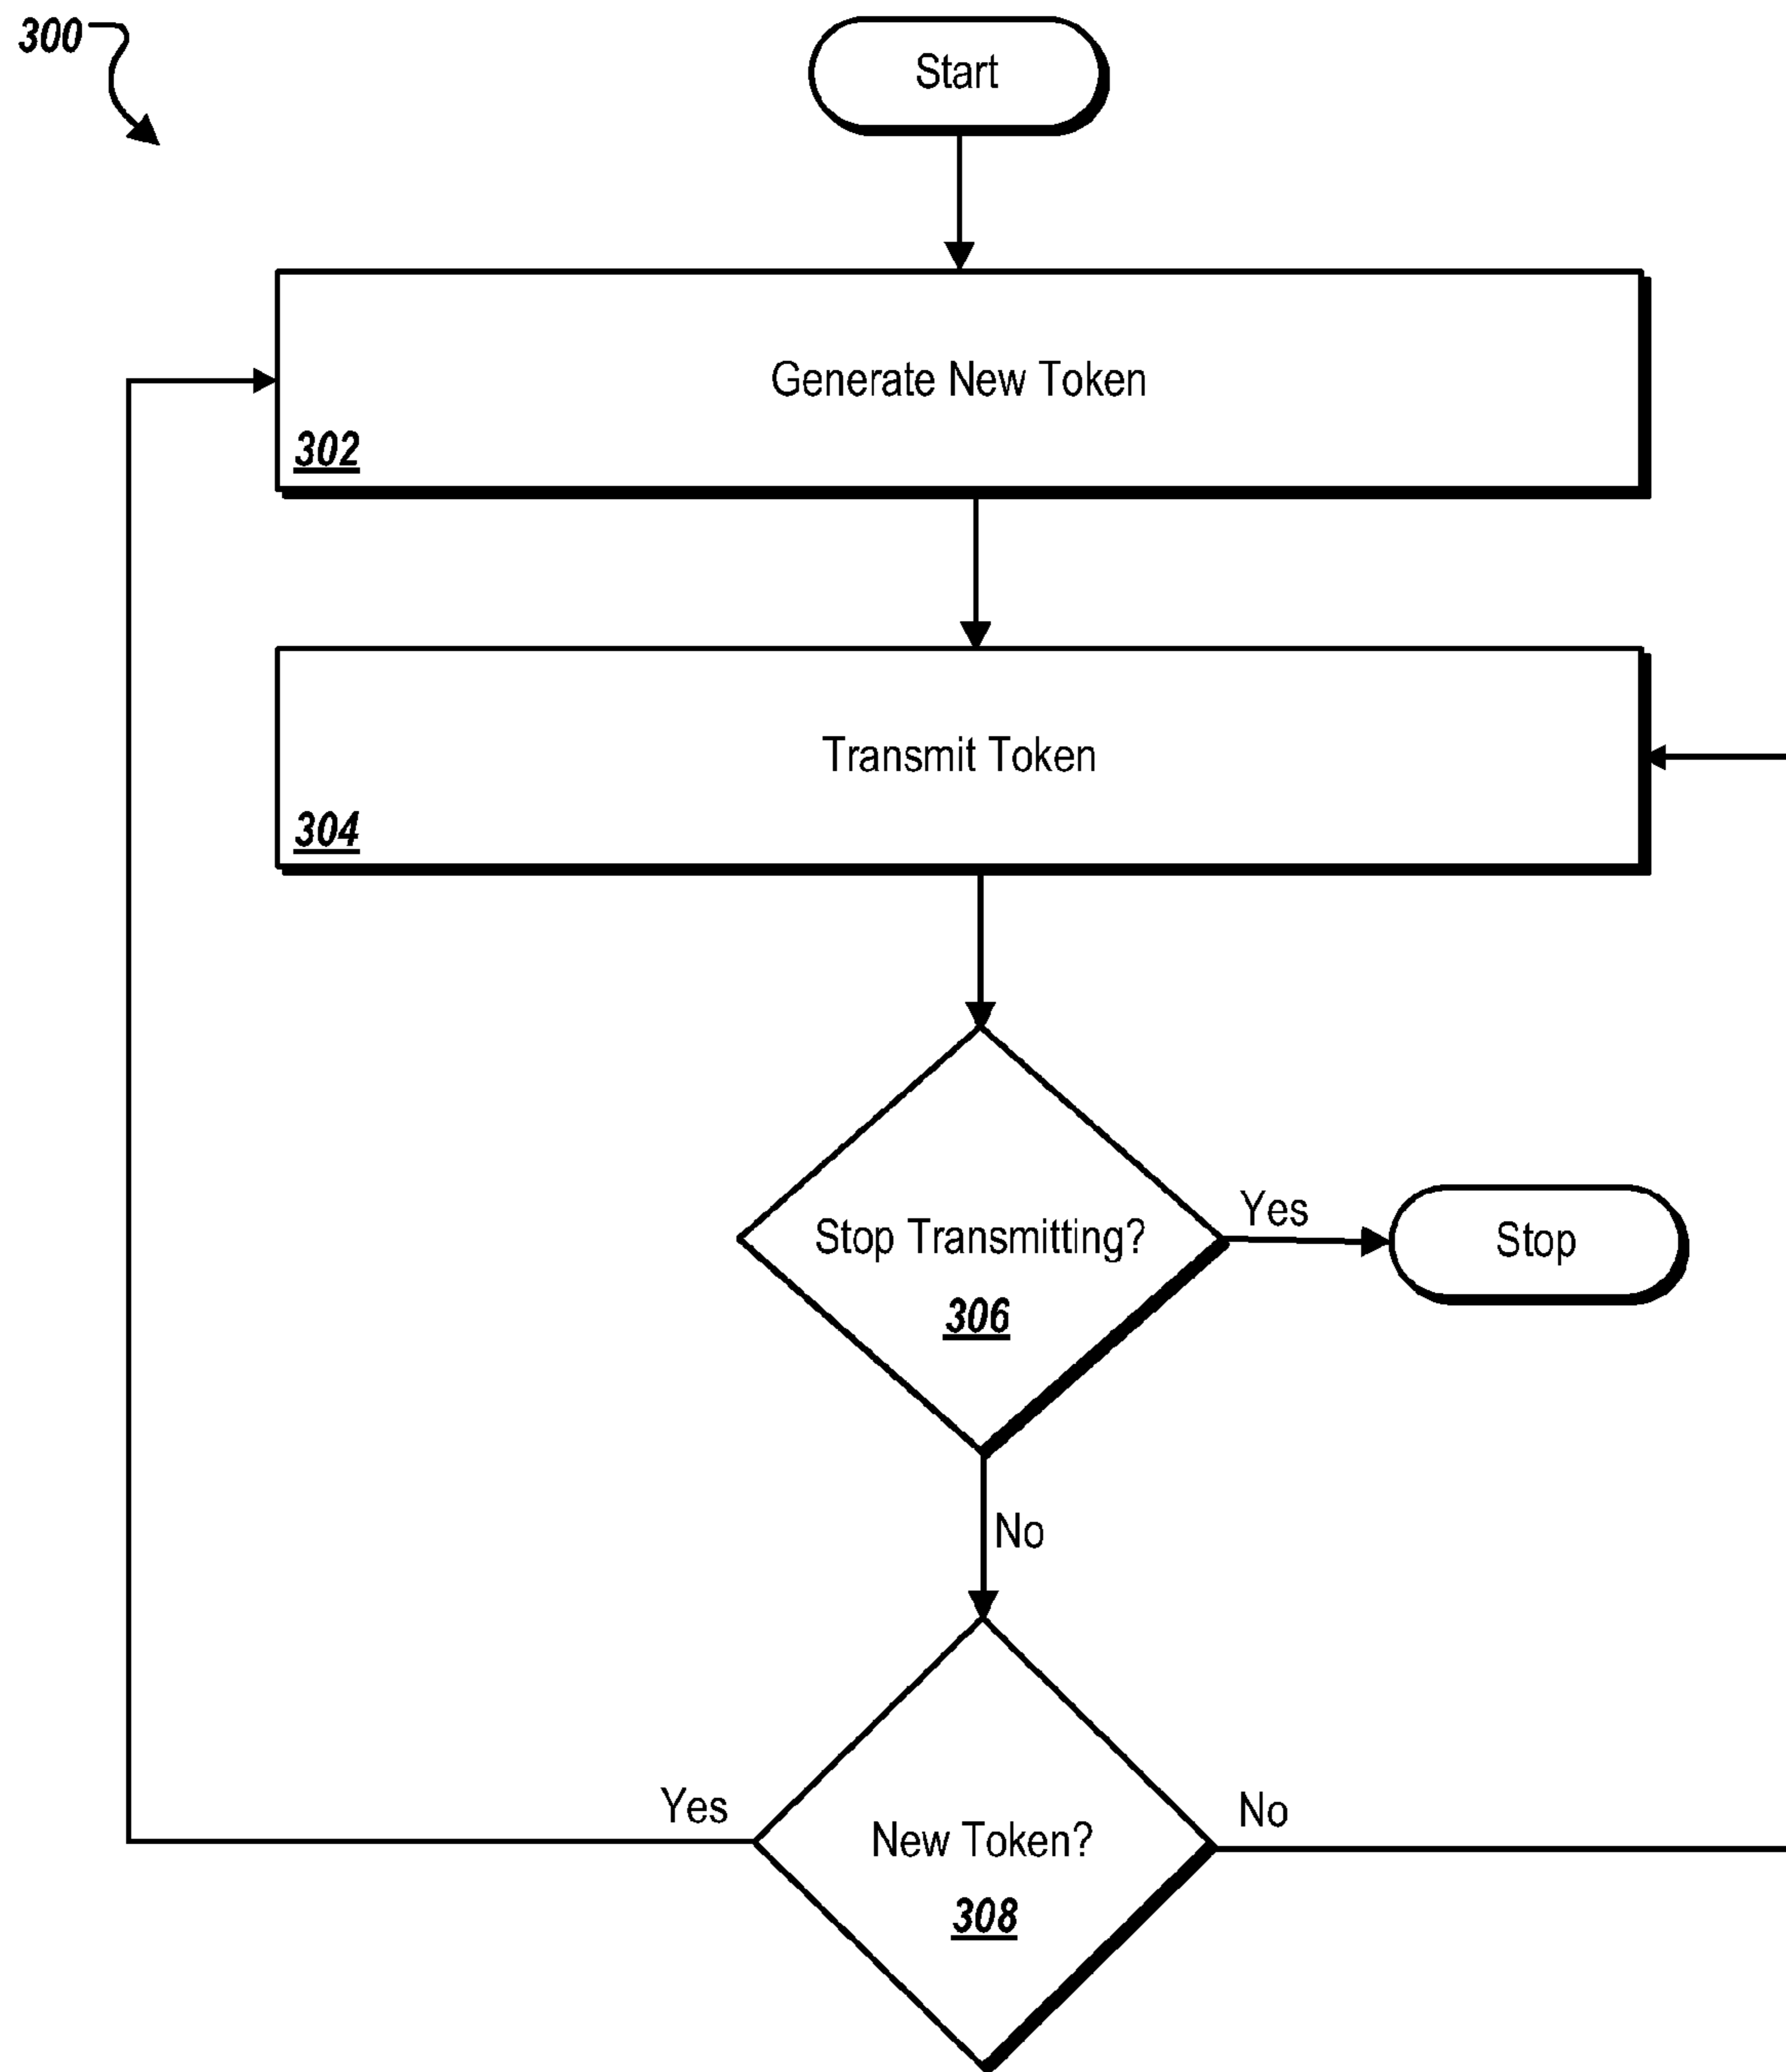 300
Start
Generate New Token
302
Transmit Token
304
Stop Transmitting?
306
Yes
Stop
No
New Token?
308
Yes
No